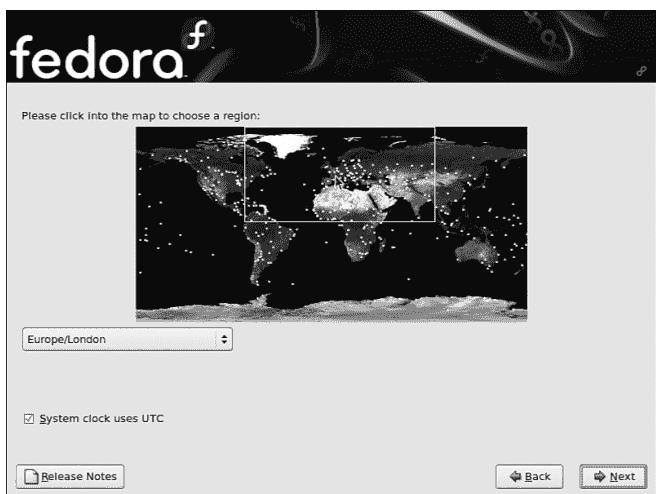 fedora
Please click into the map to choose a region:
Europe/London
System clock uses UTC
Release Notes
Back
Next